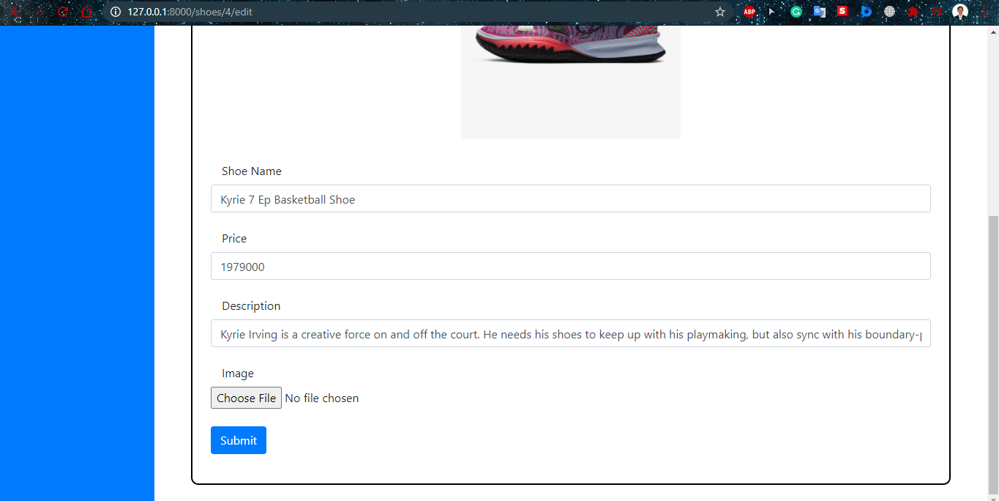 127.0.0.1:8000/shoes/4/edit
ABP
G
S
b
Shoe Name
Kyrie 7 Ep Basketball Shoe
Price
1979000
Description
Kyrie Irving is a creative force on and off the court. He needs his shoes to keep up with his playmaking, but also sync with his boundary-
Image
Choose File No file chosen
Submit